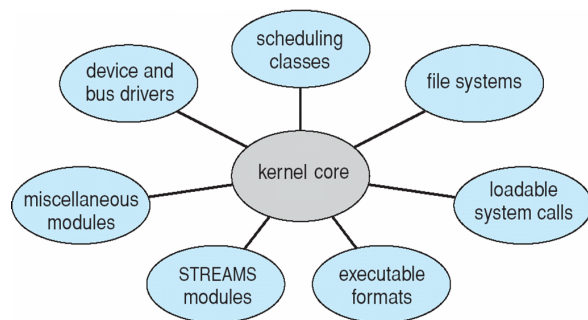 scheduling
classes
device and
bus drivers
file systems
kernel core
miscellaneous
modules
loadable
system calls
STREAMS
modules
executable
formats